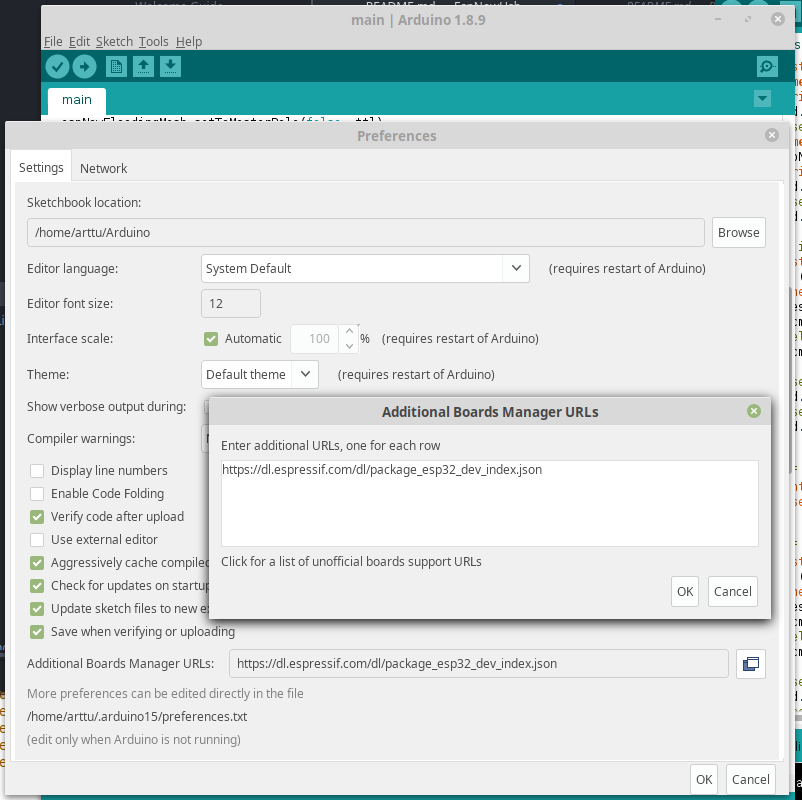 main | Arduino 1.8.9
File Edit Sketch Tools Help
main
Preferences
Settings Network
Sketchbook location:
/home/arttu/Arduino Browse
Editor language: System Default (requires restart of Arduino)
Editor font size: 12
Interface scale: Automatic 100 % (requires restart of Arduino)
Theme: Default theme (requires restart of Arduino)
Show verbose output during:
Additional Boards Manager URLs
Compiler warnings:
Enter additional URLs, one for each row
https://dl.espressif.com/dl/package_esp32_dev_index.json
Display line numbers
Enable Code Folding
Verify code after upload
Use external editor
Click for a list of unofficial boards support URLs
Aggressively cache compiled
Check for updates on startup
OK Cancel
Update sketch files to new
Save when verifying or uploading
Additional Boards Manager URLs: https://dl.espressif.com/dl/package_esp32_dev_index.json
More preferences can be edited directly in the file
/home/arttu/.arduino15/preferences.txt
(edit only when Arduino is not running)
OK Cancel